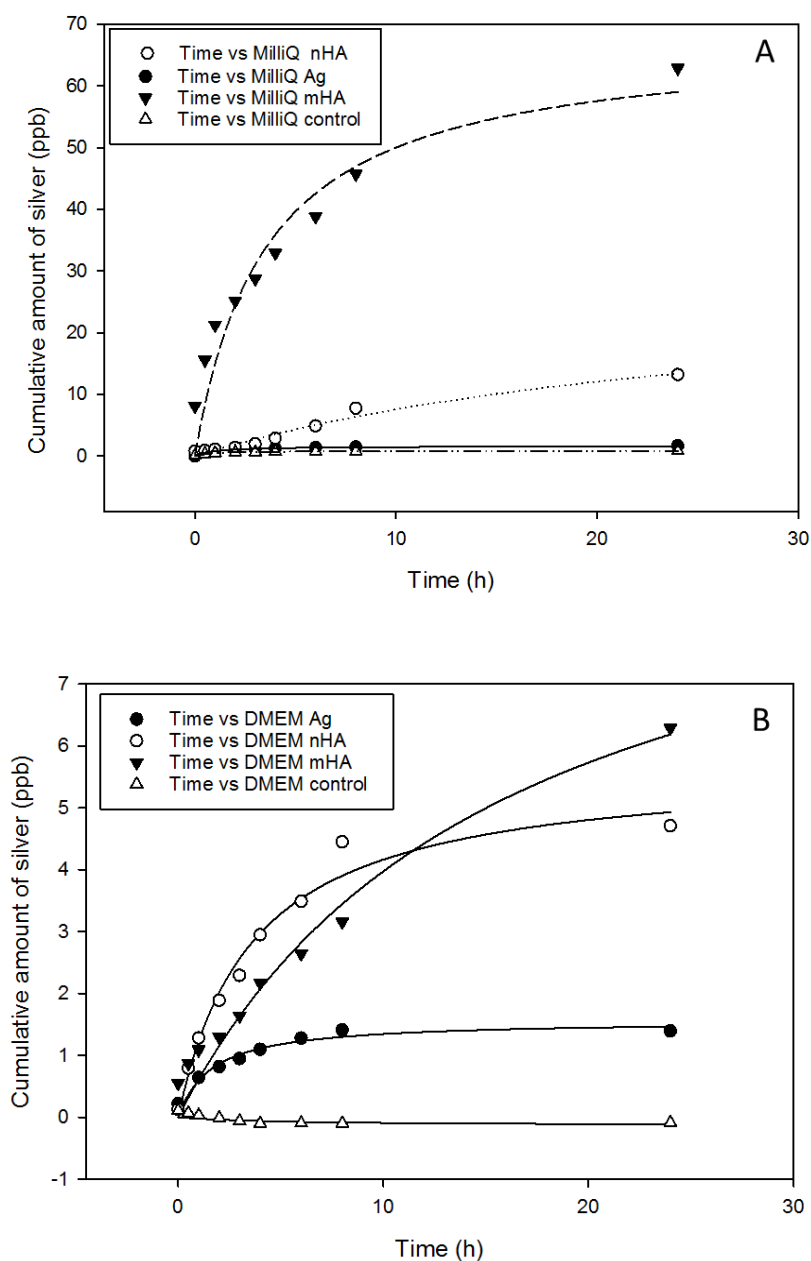 A
Time vs MilliQ nHA
Time vs MilliQ Ag
Time vs MilliQ mHA
Time vs MilliQ control
Cumulative amount of silver (ppb)
70
60
50
40
30
20
10
0
0 10 20 30
Time (h)
B
Time vs DMEM Ag
Time vs DMEM nHA
Time vs DMEM mHA
Time vs DMEM control
Cumulative amount of silver (ppb)
7
6
5
4
3
2
1
0
-1
0 10 20 30
Time (h)